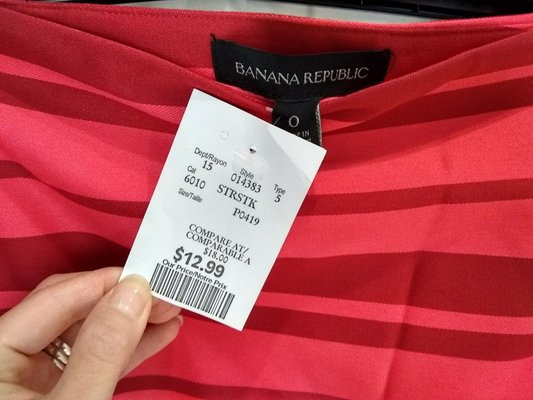 BANANA REPUBLIC
0
IN
Dept/Rayon Style Type
15 014383 5
Cat
6010 STRSTK
Size/Taille P0419
COMPARE AT/
COMPARABLE A
$18.00
$12.99
Our Price/Notre Prix